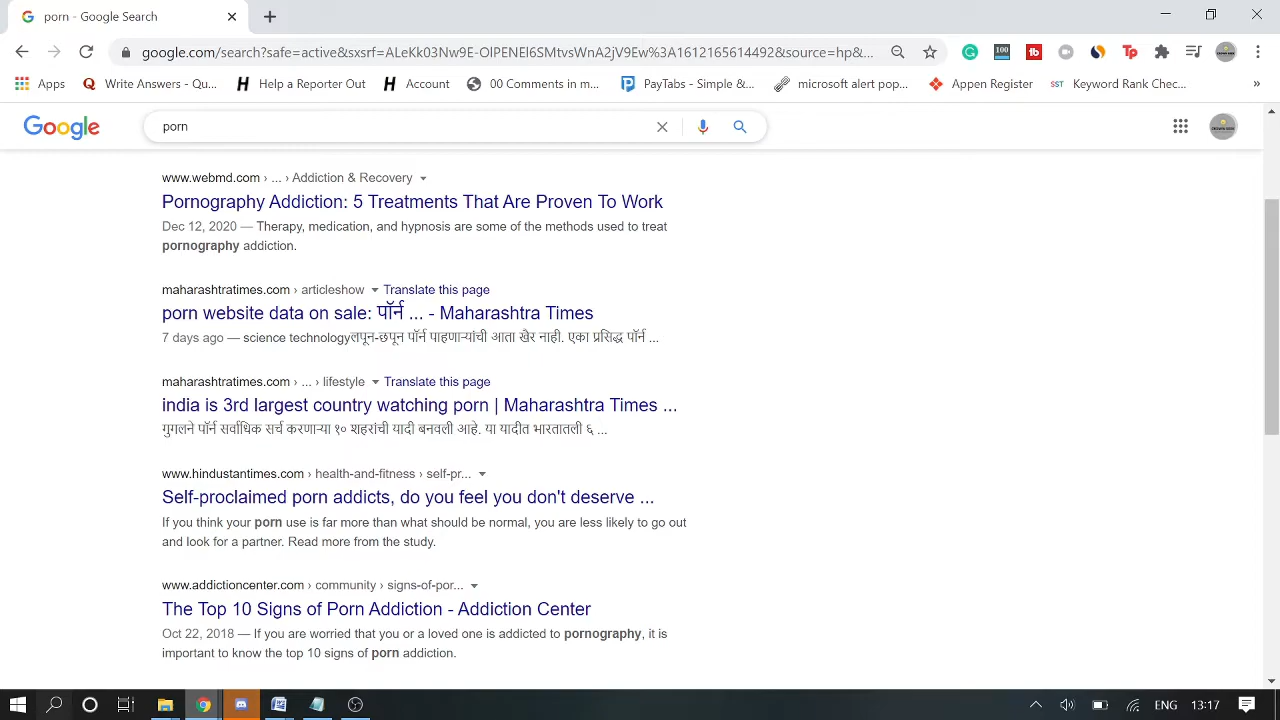 porn - Google Search
google.com/search?safe=active&sxsrf=ALeKk03Nw9E-OIPENEl6SMtvsWnA2jV9Ew%3A1612165614492&source=hp&...
100
tb
Tp
Apps Write Answers - Qu... Help a Reporter Out Account 00 Comments in m... PayTabs - Simple &... microsoft alert pop... Appen Register SST Keyword Rank Chec... »
Google porn
www.webmd.com › ... › Addiction & Recovery
Pornography Addiction: 5 Treatments That Are Proven To Work
Dec 12, 2020 — Therapy, medication, and hypnosis are some of the methods used to treat
pornography addiction.
maharashtratimes.com › articleshow Translate this page
porn website data on sale: पॉर्न ... - Maharashtra Times
7 days ago — science technologyलपून-छपून पॉर्न पाहणाऱ्यांची आता खैर नाही. एका प्रसिद्ध पॉर्न ...
maharashtratimes.com › ... › lifestyle Translate this page
india is 3rd largest country watching porn | Maharashtra Times ...
गुगलने पॉर्न सर्वाधिक सर्च करणाऱ्या १० शहरांची यादी बनवली आहे. या यादीत भारतातली ६ ...
www.hindustantimes.com › health-and-fitness › self-pr...
Self-proclaimed porn addicts, do you feel you don't deserve ...
If you think your porn use is far more than what should be normal, you are less likely to go out
and look for a partner. Read more from the study.
www.addictioncenter.com › community › signs-of-por...
The Top 10 Signs of Porn Addiction - Addiction Center
Oct 22, 2018 — If you are worried that you or a loved one is addicted to pornography, it is
important to know the top 10 signs of porn addiction.
ENG 13:17